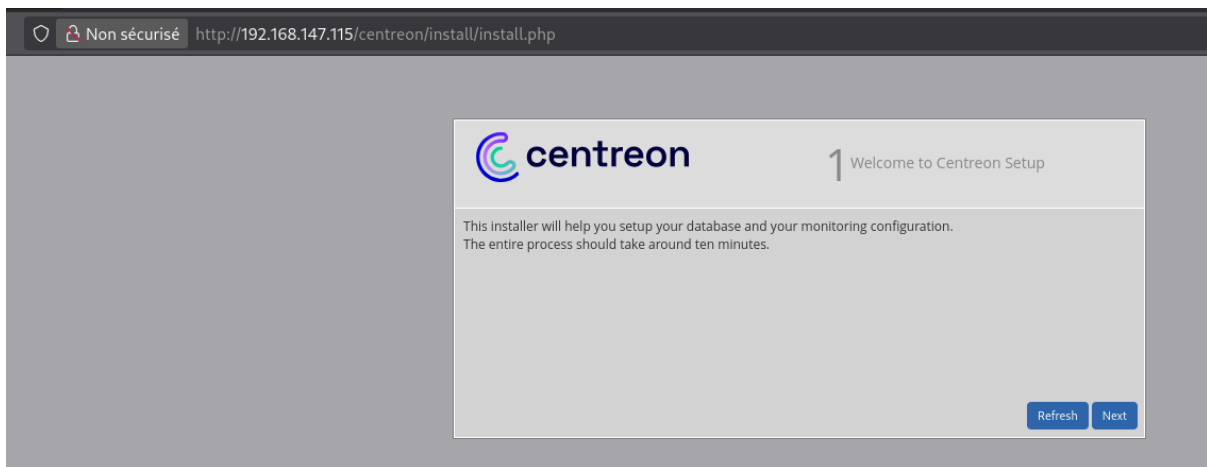 Non sécurisé http://192.168.147.115/centreon/install/install.php
centreon
1 Welcome to Centreon Setup
This installer will help you setup your database and your monitoring configuration.
The entire process should take around ten minutes.
Refresh Next